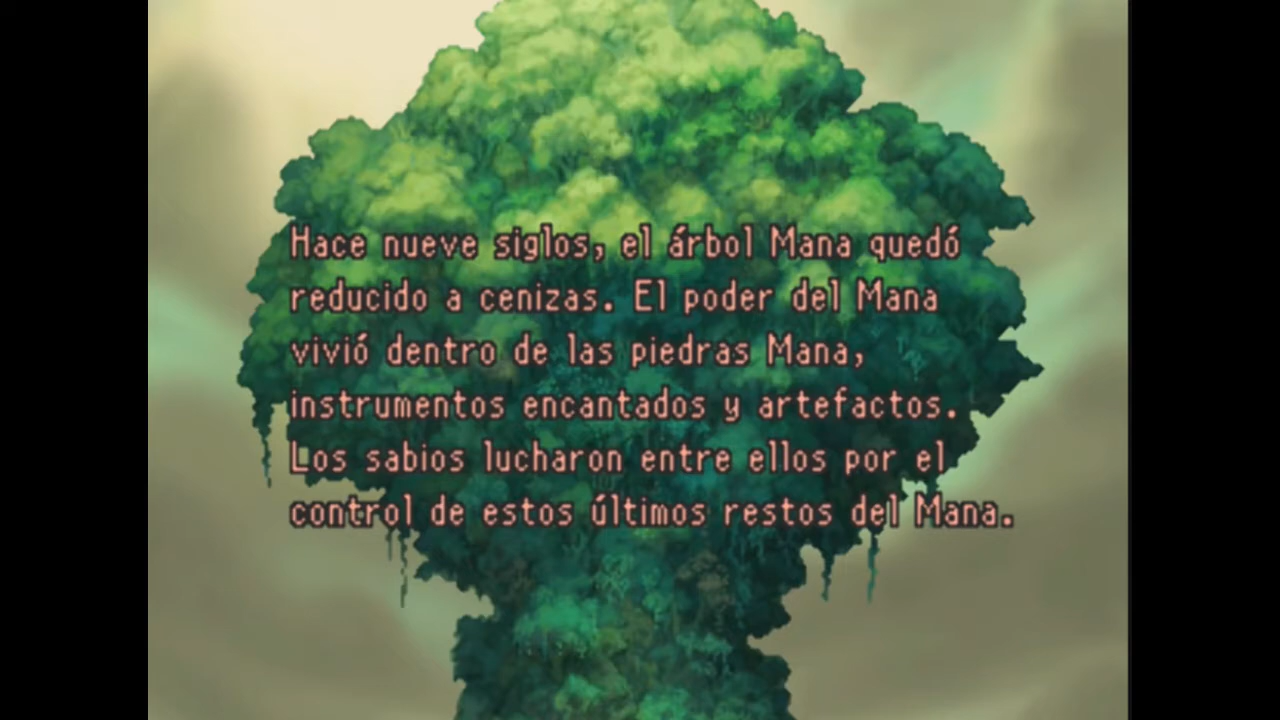 Hace nueve siglos, el árbol Mana quedó
reducido a cenizas. El poder del Mana
vivió dentro de las piedras Mana,
instrumentos encantados y artefactos.
Los sabios lucharon entre ellos por el
control de estos últimos restos del Mana.